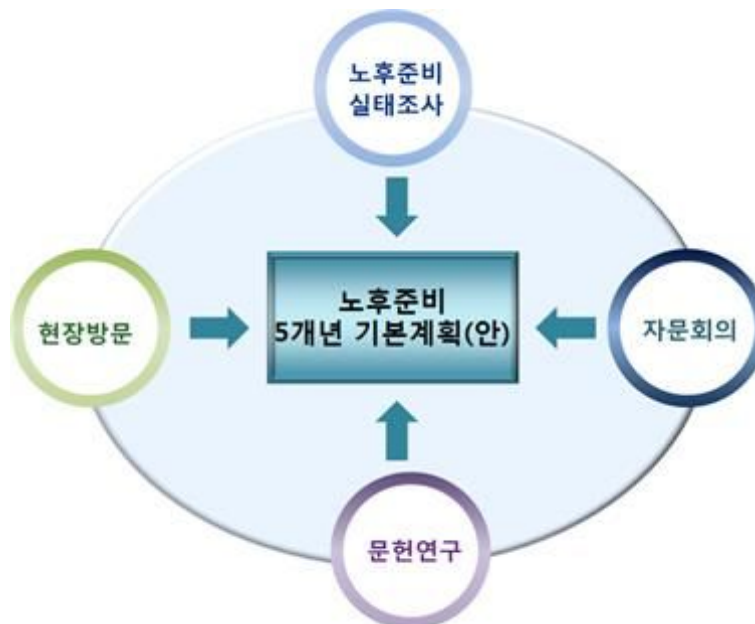 노후준비
실태조사
현장방문
노후준비
5개년 기본계획(안)
자문회의
문헌연구